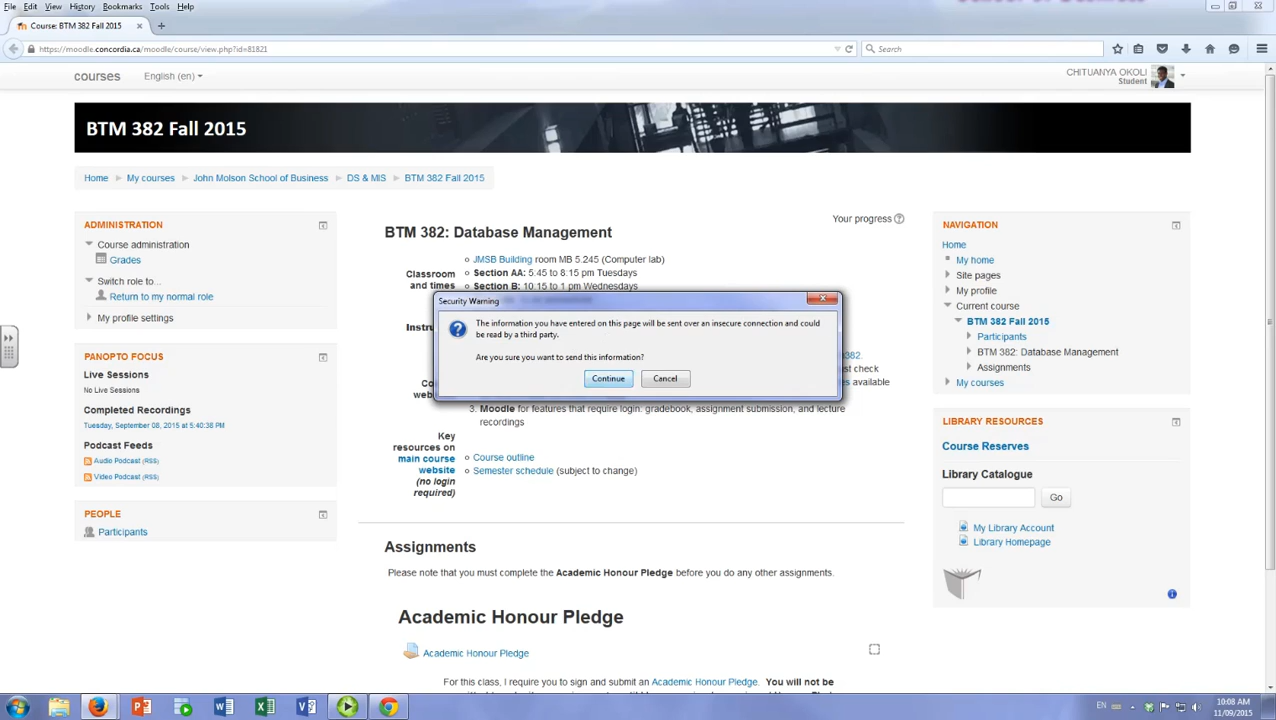 File Edit View History Bookmarks Tools Help
Course: BTM 382 Fall 2015
https://moodle.concordia.ca/moodle/course/view.php?id=81821
Search
courses English (en)
CHITUANYA OKOLI
Student
BTM 382 Fall 2015
Home My courses John Molson School of Business DS & MIS BTM 382 Fall 2015
ADMINISTRATION
Course administration
Grades
Switch role to...
Return to my normal role
My profile settings
PANOPTO FOCUS
Live Sessions
No Live Sessions
Completed Recordings
Tuesday, September 08, 2015 at 5:40:38 PM
Podcast Feeds
Audio Podcast (RSS)
Video Podcast (RSS)
PEOPLE
Participants
Your progress
BTM 382: Database Management
Classroom and times
JMSB Building room MB 5.245 (Computer lab)
Section AA: 5:45 to 8:15 pm Tuesdays
Section B: 10:15 to 1 pm Wednesdays
Security Warning
The information you have entered on this page will be sent over an insecure connection and could
be read by a third party.
Are you sure you want to send this information?
Continue Cancel
382.
st check
available
3. Moodle for features that require login: gradebook, assignment submission, and lecture
recordings
Key
resources on
main course
website
(no login
required)
Course outline
Semester schedule (subject to change)
Assignments
Please note that you must complete the Academic Honour Pledge before you do any other assignments.
Academic Honour Pledge
Academic Honour Pledge
For this class, I require you to sign and submit an Academic Honour Pledge. You will not be
NAVIGATION
Home
My home
Site pages
My profile
Current course
BTM 382 Fall 2015
Participants
BTM 382: Database Management
Assignments
My courses
LIBRARY RESOURCES
Course Reserves
Library Catalogue
Go
My Library Account
Library Homepage
EN
10:08 AM
11/09/2015